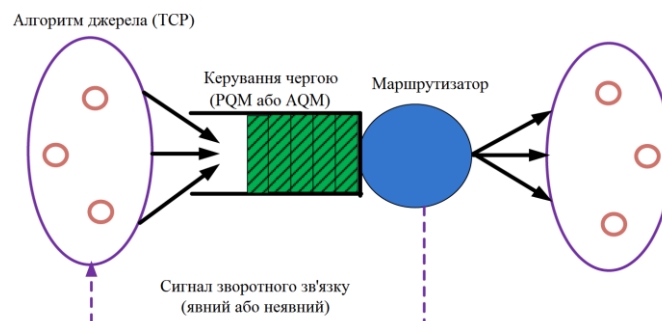 Алгоритм джерела (TCP)
Керування чергою
(PQM або AQM)
Маршрутизатор
Сигнал зворотного зв'язку
(явний або неявний)